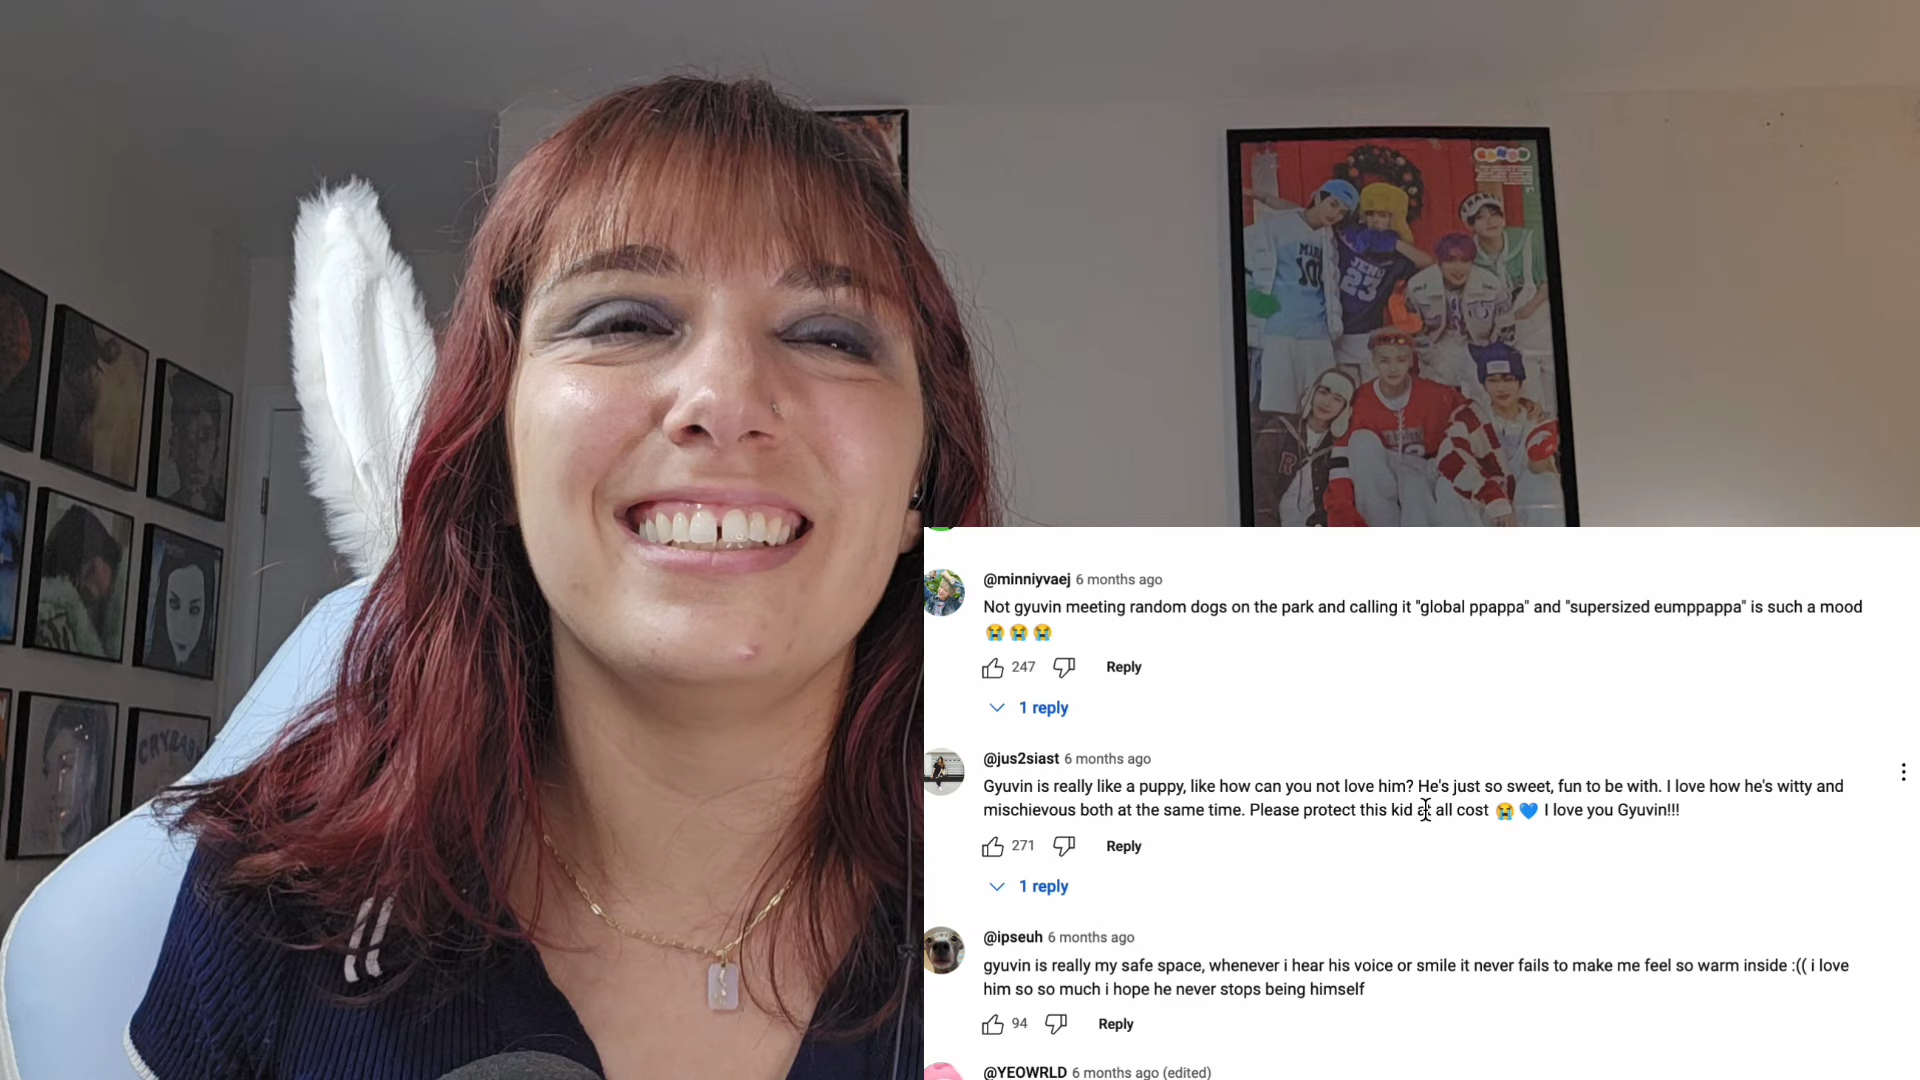 CRYBABY
JENO
23
R
@minniyvaej 6 months ago
Not gyuvin meeting random dogs on the park and calling it "global ppappa" and "supersized eumppappa" is such a mood
😭😭😭
247 Reply
1 reply
@jus2siast 6 months ago
Gyuvin is really like a puppy, like how can you not love him? He's just so sweet, fun to be with. I love how he's witty and
mischievous both at the same time. Please protect this kid at all cost 😭💙 I love you Gyuvin!!!
271 Reply
1 reply
@ipseuh 6 months ago
gyuvin is really my safe space, whenever i hear his voice or smile it never fails to make me feel so warm inside :(( i love
him so so much i hope he never stops being himself
94 Reply
@YEOWRLD 6 months ago (edited)